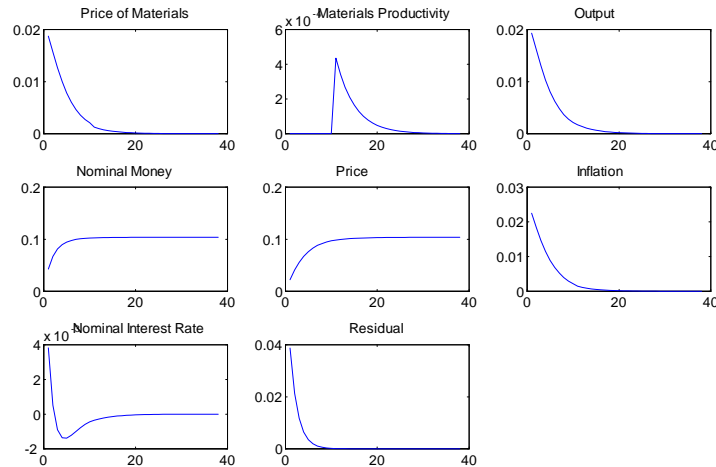 Price of Materials
0.02
0.01
0
0 20 40
x 10
Materials Productivity
6
4
2
0
0 20 40
Output
0.02
0.01
0
0 20 40
Nominal Money
0.2
0.1
0
0 20 40
Price
0.2
0.1
0
0 20 40
Inflation
0.03
0.02
0.01
0
0 20 40
x 10
Nominal Interest Rate
4
2
0
-2
0 20 40
Residual
0.04
0.02
0
0 20 40